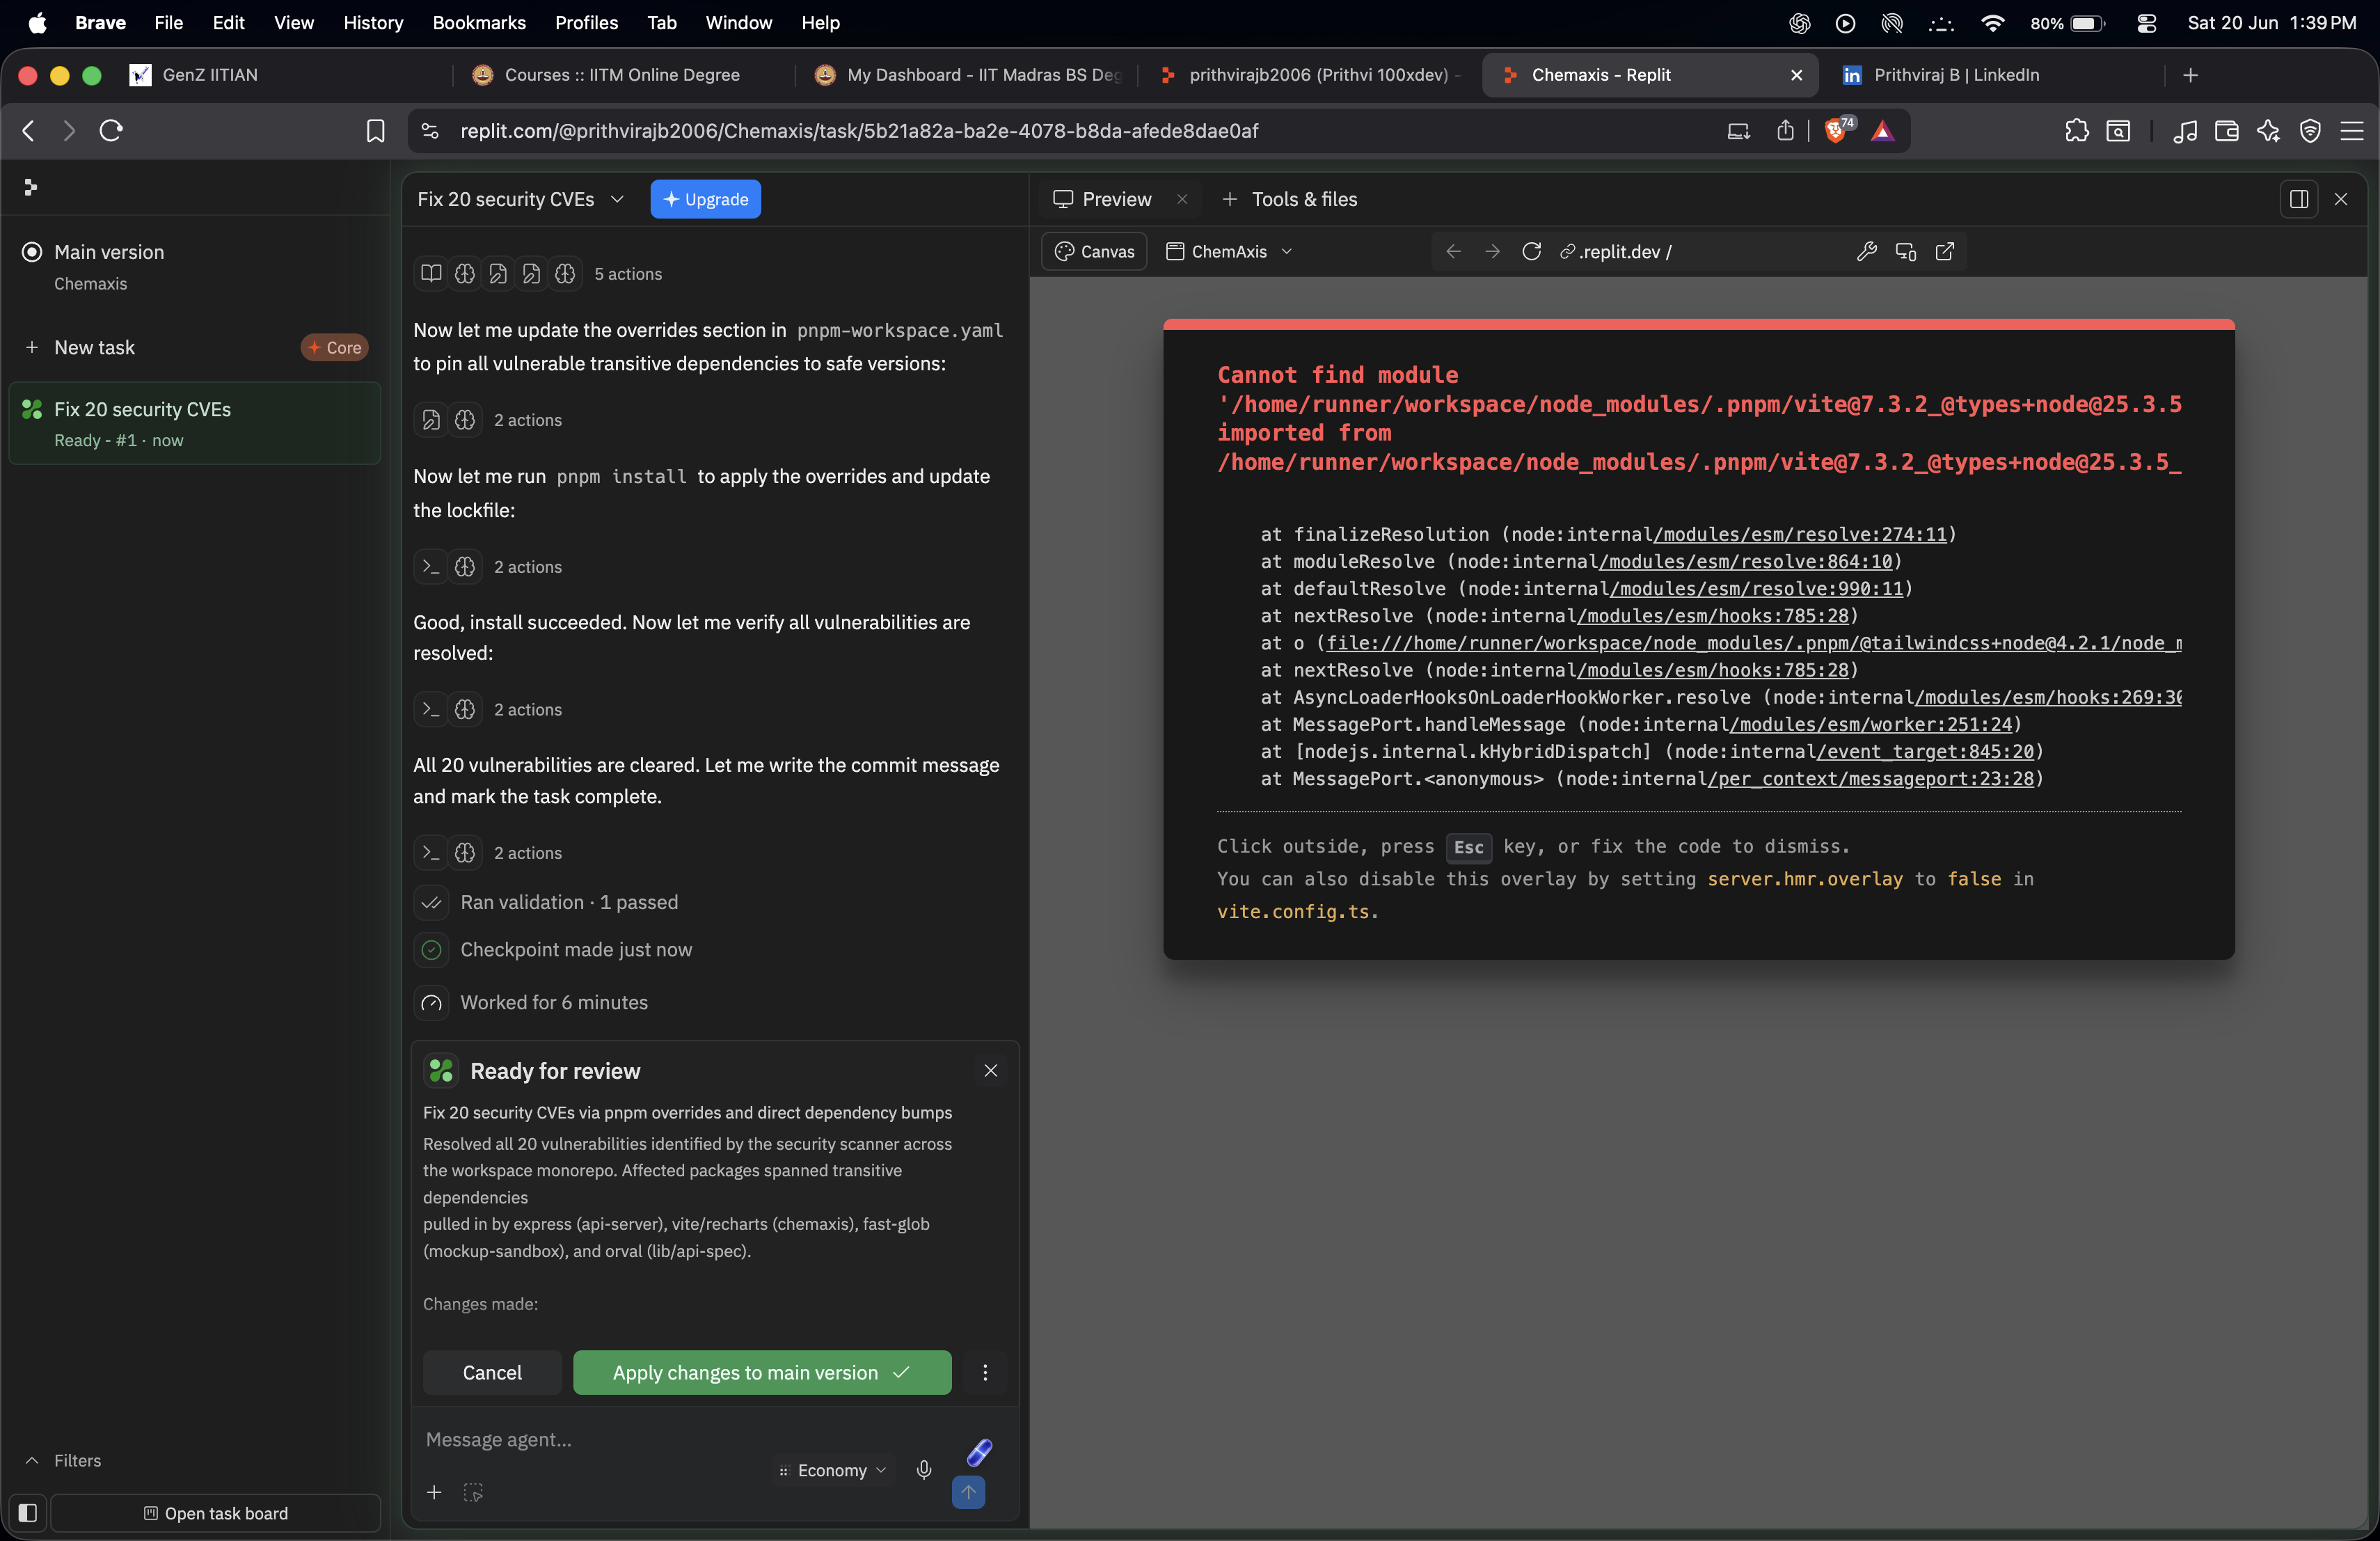 Brave File Edit View History Bookmarks Profiles Tab Window Help 80% Sat 20 Jun 1:39 PM
GenZ IITIAN
Courses :: IITM Online Degree
My Dashboard - IIT Madras BS Deg
prithvirajb2006 (Prithvi 100xdev) -
Chemaxis - Replit
in Prithviraj B | LinkedIn
replit.com/@prithvirajb2006/Chemaxis/task/5b21a82a-ba2e-4078-b8da-afede8dae0af
74
Main version
Chemaxis
New task
Core
Fix 20 security CVEs
Ready - #1 · now
Filters
Open task board
Fix 20 security CVEs
Upgrade
5 actions
Now let me update the overrides section in pnpm-workspace.yaml
to pin all vulnerable transitive dependencies to safe versions:
2 actions
Now let me run pnpm install to apply the overrides and update
the lockfile:
2 actions
Good, install succeeded. Now let me verify all vulnerabilities are
resolved:
2 actions
All 20 vulnerabilities are cleared. Let me write the commit message
and mark the task complete.
2 actions
Ran validation · 1 passed
Checkpoint made just now
Worked for 6 minutes
Ready for review
Fix 20 security CVEs via pnpm overrides and direct dependency bumps
Resolved all 20 vulnerabilities identified by the security scanner across
the workspace monorepo. Affected packages spanned transitive
dependencies
pulled in by express (api-server), vite/recharts (chemaxis), fast-glob
(mockup-sandbox), and orval (lib/api-spec).
Changes made:
Cancel
Apply changes to main version
Message agent...
Economy
Preview
Tools & files
Canvas
ChemAxis
.replit.dev /
Cannot find module
'/home/runner/workspace/node_modules/.pnpm/vite@7.3.2_@types+node@25.3.5
imported from
/home/runner/workspace/node_modules/.pnpm/vite@7.3.2_@types+node@25.3.5_
at finalizeResolution (node:internal/modules/esm/resolve:274:11)
at moduleResolve (node:internal/modules/esm/resolve:864:10)
at defaultResolve (node:internal/modules/esm/resolve:990:11)
at nextResolve (node:internal/modules/esm/hooks:785:28)
at o (file:///home/runner/workspace/node_modules/.pnpm/@tailwindcss+node@4.2.1/node_m
at nextResolve (node:internal/modules/esm/hooks:785:28)
at AsyncLoaderHooksOnLoaderHookWorker.resolve (node:internal/modules/esm/hooks:269:30
at MessagePort.handleMessage (node:internal/modules/esm/worker:251:24)
at [nodejs.internal.kHybridDispatch] (node:internal/event_target:845:20)
at MessagePort.<anonymous> (node:internal/per_context/messageport:23:28)
Click outside, press Esc key, or fix the code to dismiss.
You can also disable this overlay by setting server.hmr.overlay to false in
vite.config.ts.